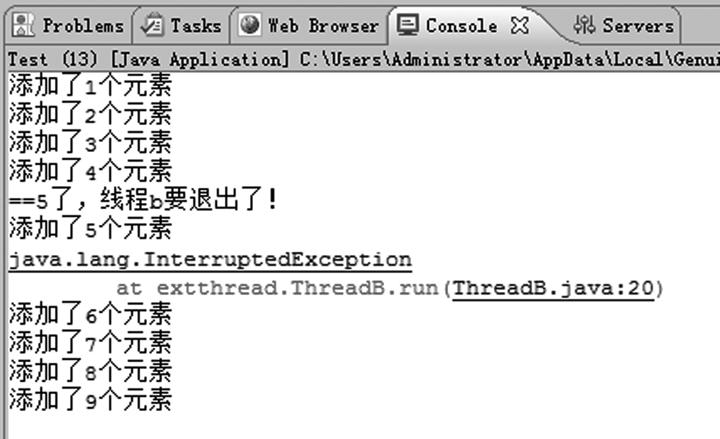 Problems Tasks Web Browser Console Servers
Test (13) [Java Application] C:\Users\Administrator\AppData\Local\Genui
添加了1个元素
添加了2个元素
添加了3个元素
添加了4个元素
==5了，线程b要退出了！
添加了5个元素
java.lang.InterruptedException
at extthread.ThreadB.run(ThreadB.java:20)
添加了6个元素
添加了7个元素
添加了8个元素
添加了9个元素